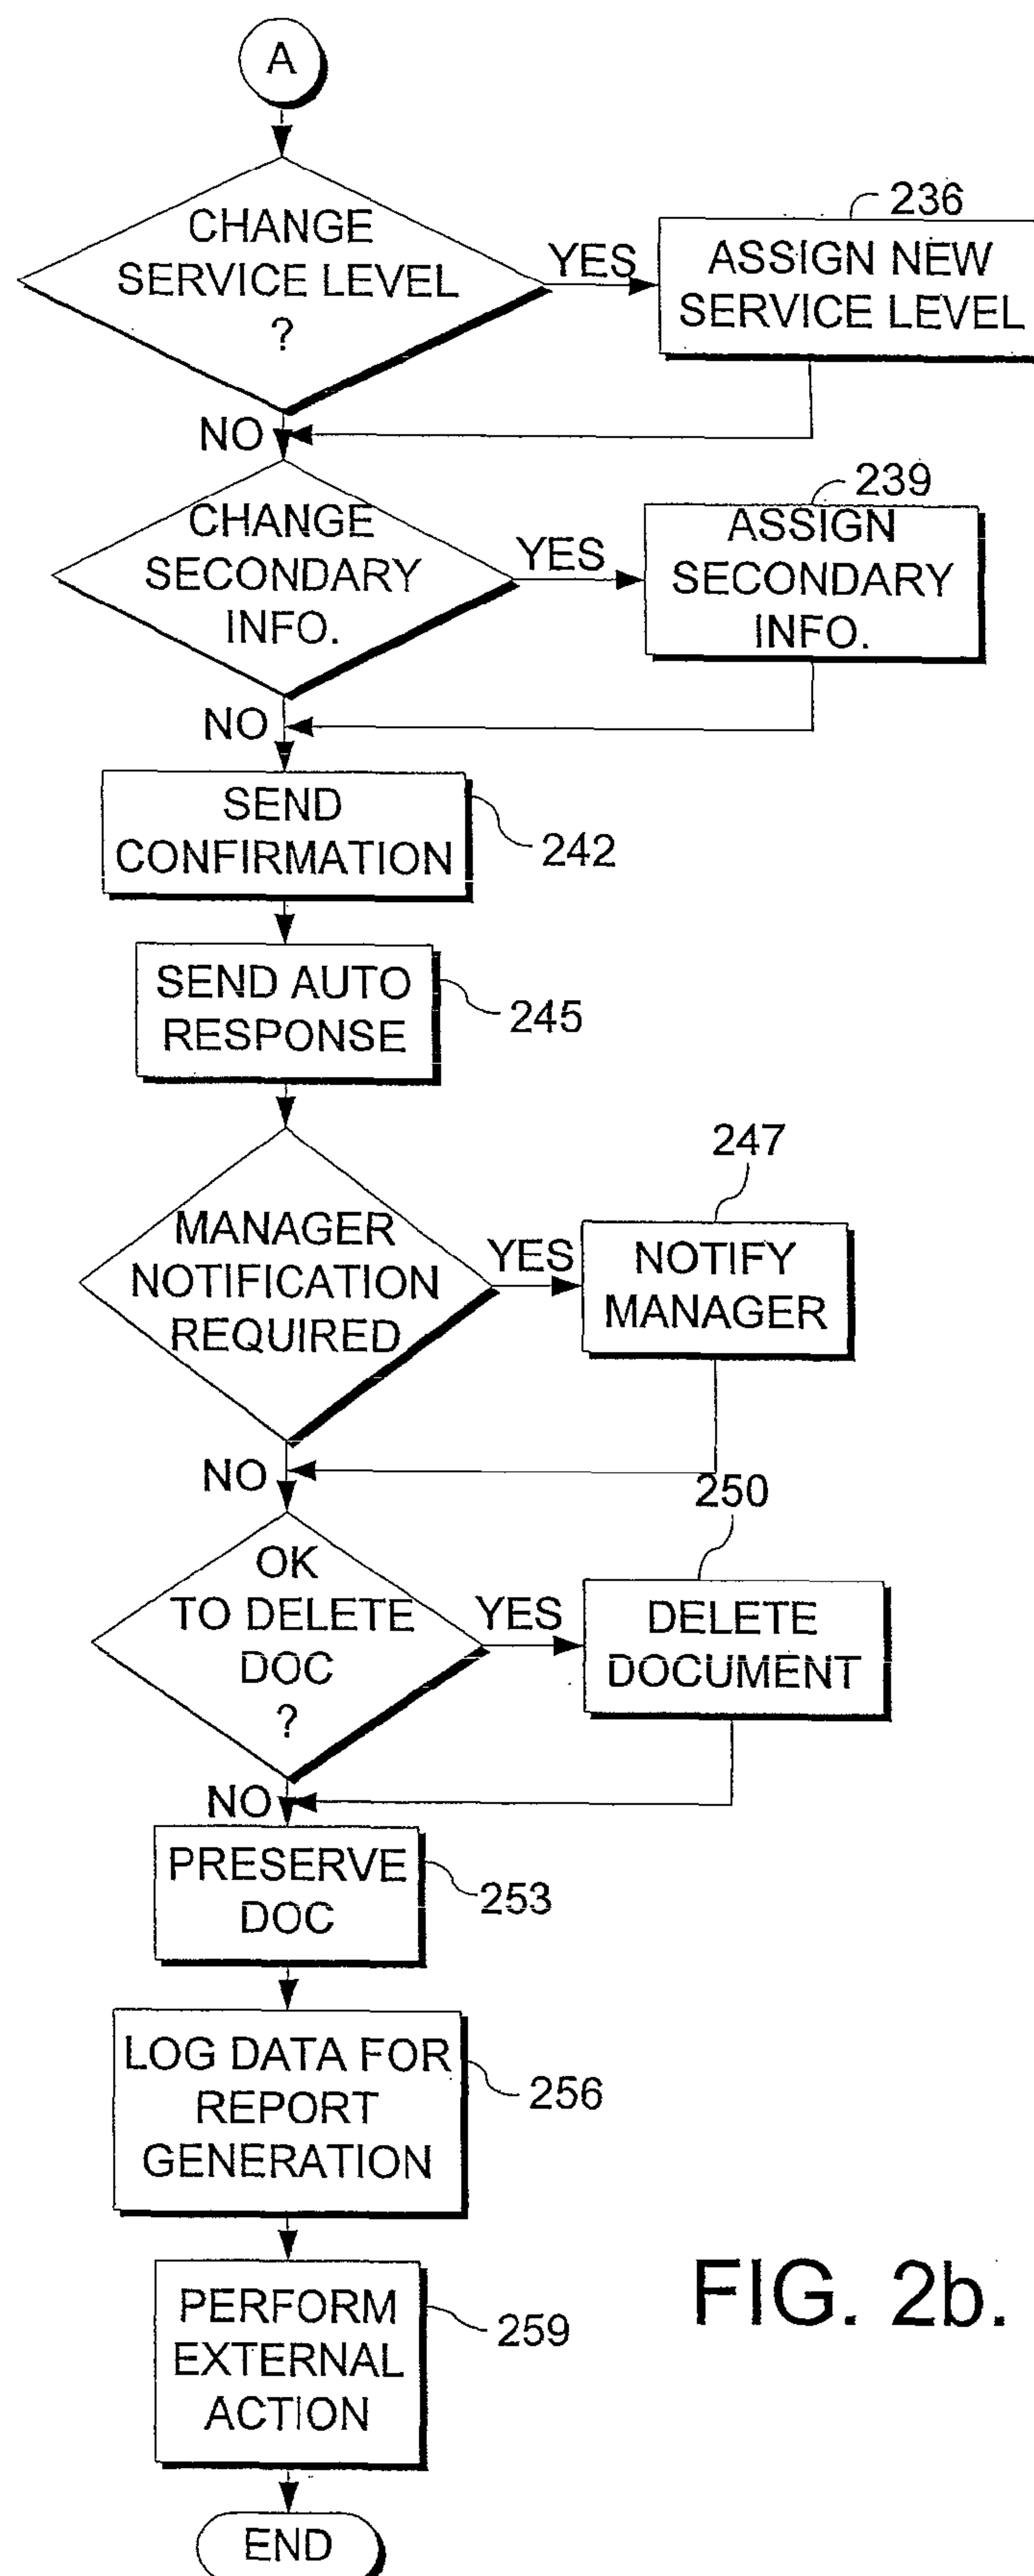 A
CHANGE
SERVICE LEVEL
?
YES
236
ASSIGN NEW
SERVICE LEVEL
NO
CHANGE
SECONDARY
INFO.
YES
239
ASSIGN
SECONDARY
INFO.
NO
SEND
CONFIRMATION
242
SEND AUTO
RESPONSE
245
MANAGER
NOTIFICATION
REQUIRED
YES
247
NOTIFY
MANAGER
NO
OK
TO DELETE
DOC
?
YES
250
DELETE
DOCUMENT
NO
PRESERVE
DOC
253
LOG DATA FOR
REPORT
GENERATION
256
PERFORM
EXTERNAL
ACTION
259
END
FIG. 2b.